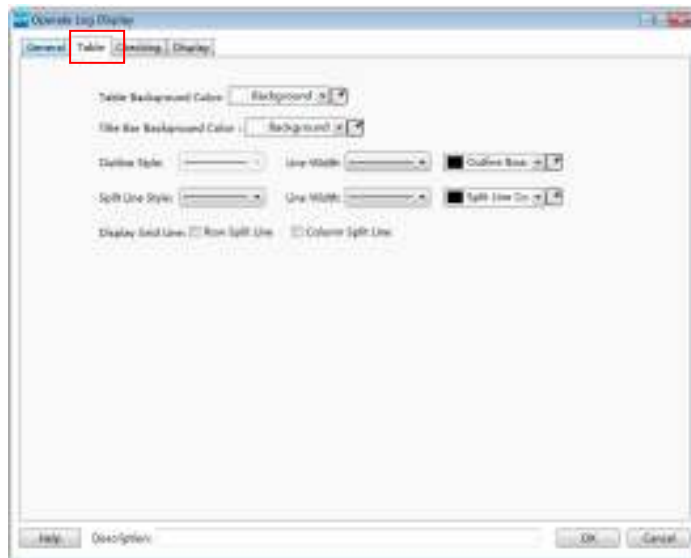 Operate Log Display
General Table Checking Display
Table Background Color: Background
Title Bar Background Color : Background
Outline Style: Line Width: Outline Base
Split Line Style: Line Width: Split Line Co
Display Grid Line: Row Split Line Column Split Line
Help Description: OK Cancel